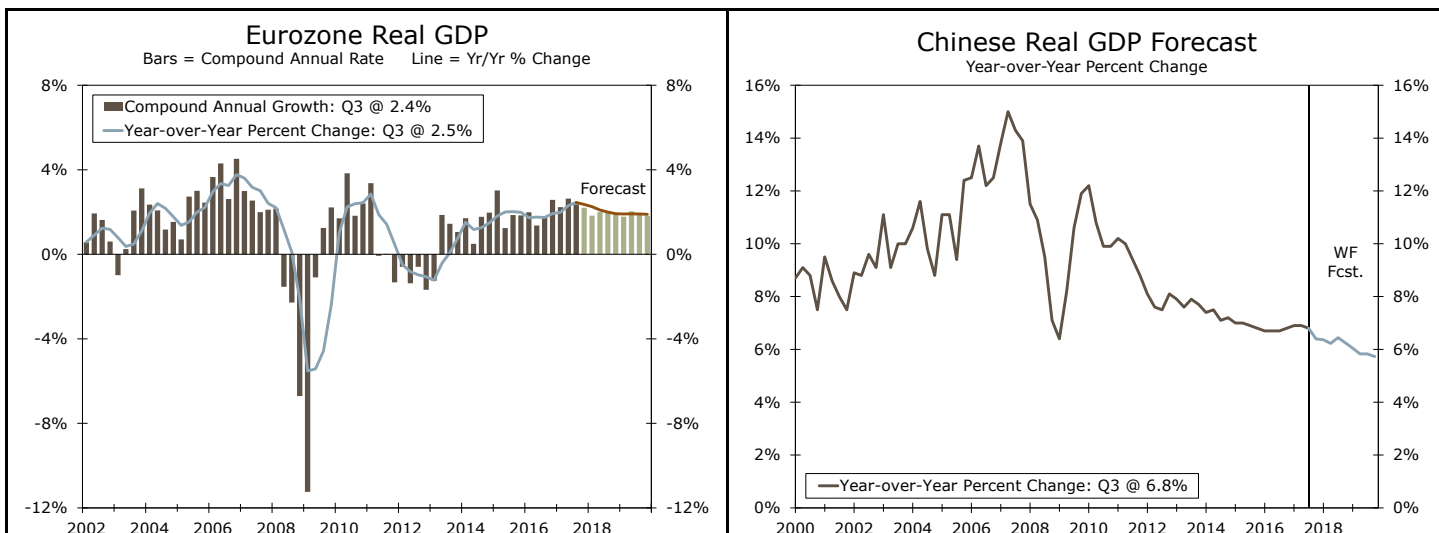 Eurozone Real GDP
Bars = Compound Annual Rate Line = Yr/Yr % Change
8%
4%
0%
-4%
-8%
-12%
8%
4%
0%
-4%
-8%
-12%
2002 2004 2006 2008 2010 2012 2014 2016 2018
Compound Annual Growth: Q3 @ 2.4%
Year-over-Year Percent Change: Q3 @ 2.5%
Forecast
Chinese Real GDP Forecast
Year-over-Year Percent Change
16%
14%
12%
10%
8%
6%
4%
2%
0%
16%
14%
12%
10%
8%
6%
4%
2%
0%
2000 2002 2004 2006 2008 2010 2012 2014 2016 2018
WF
Fcst.
Year-over-Year Percent Change: Q3 @ 6.8%